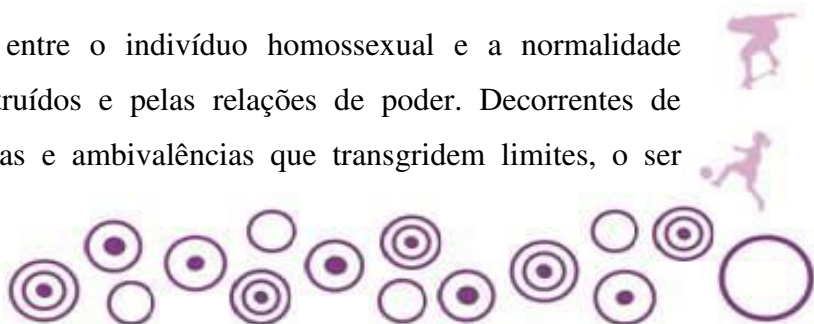 entre o indivíduo homossexual e a normalidade
truídos e pelas relações de poder. Decorrentes de
as e ambivalências que transgridem limites, o ser